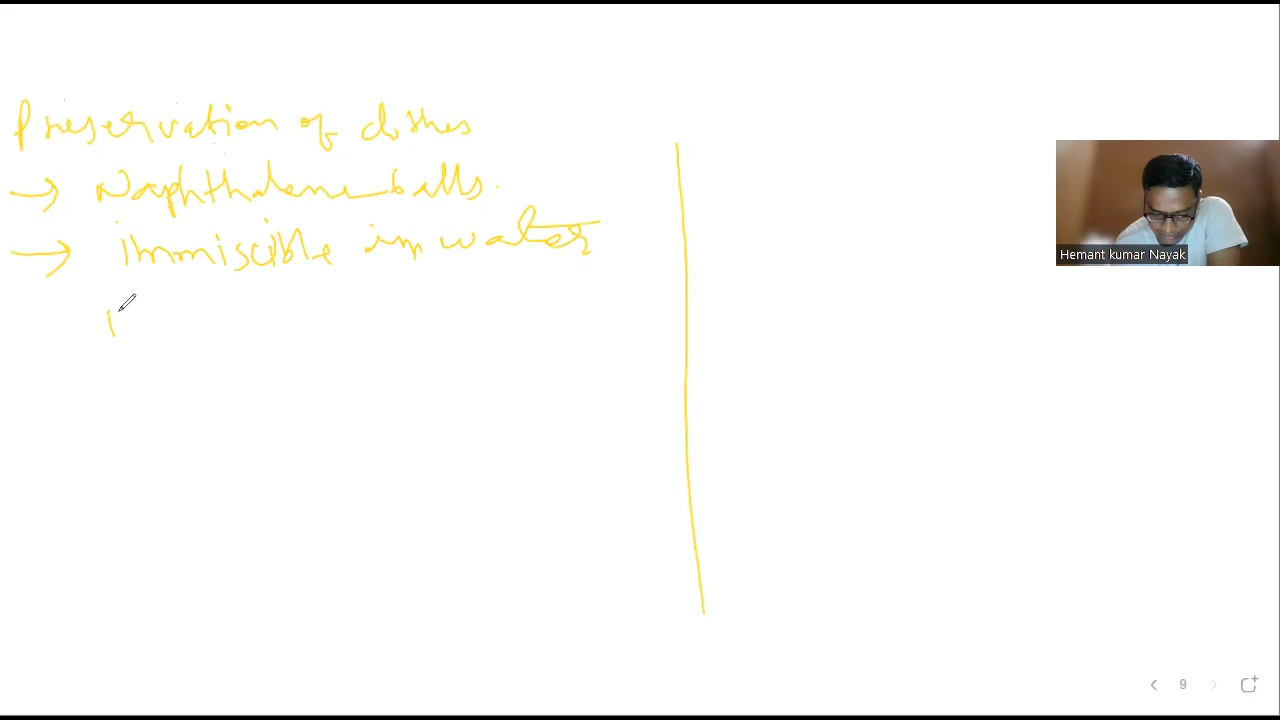 Preservation of clothes
→ Naphthalene balls.
→ immiscible in water
Hemant kumar Nayak
9